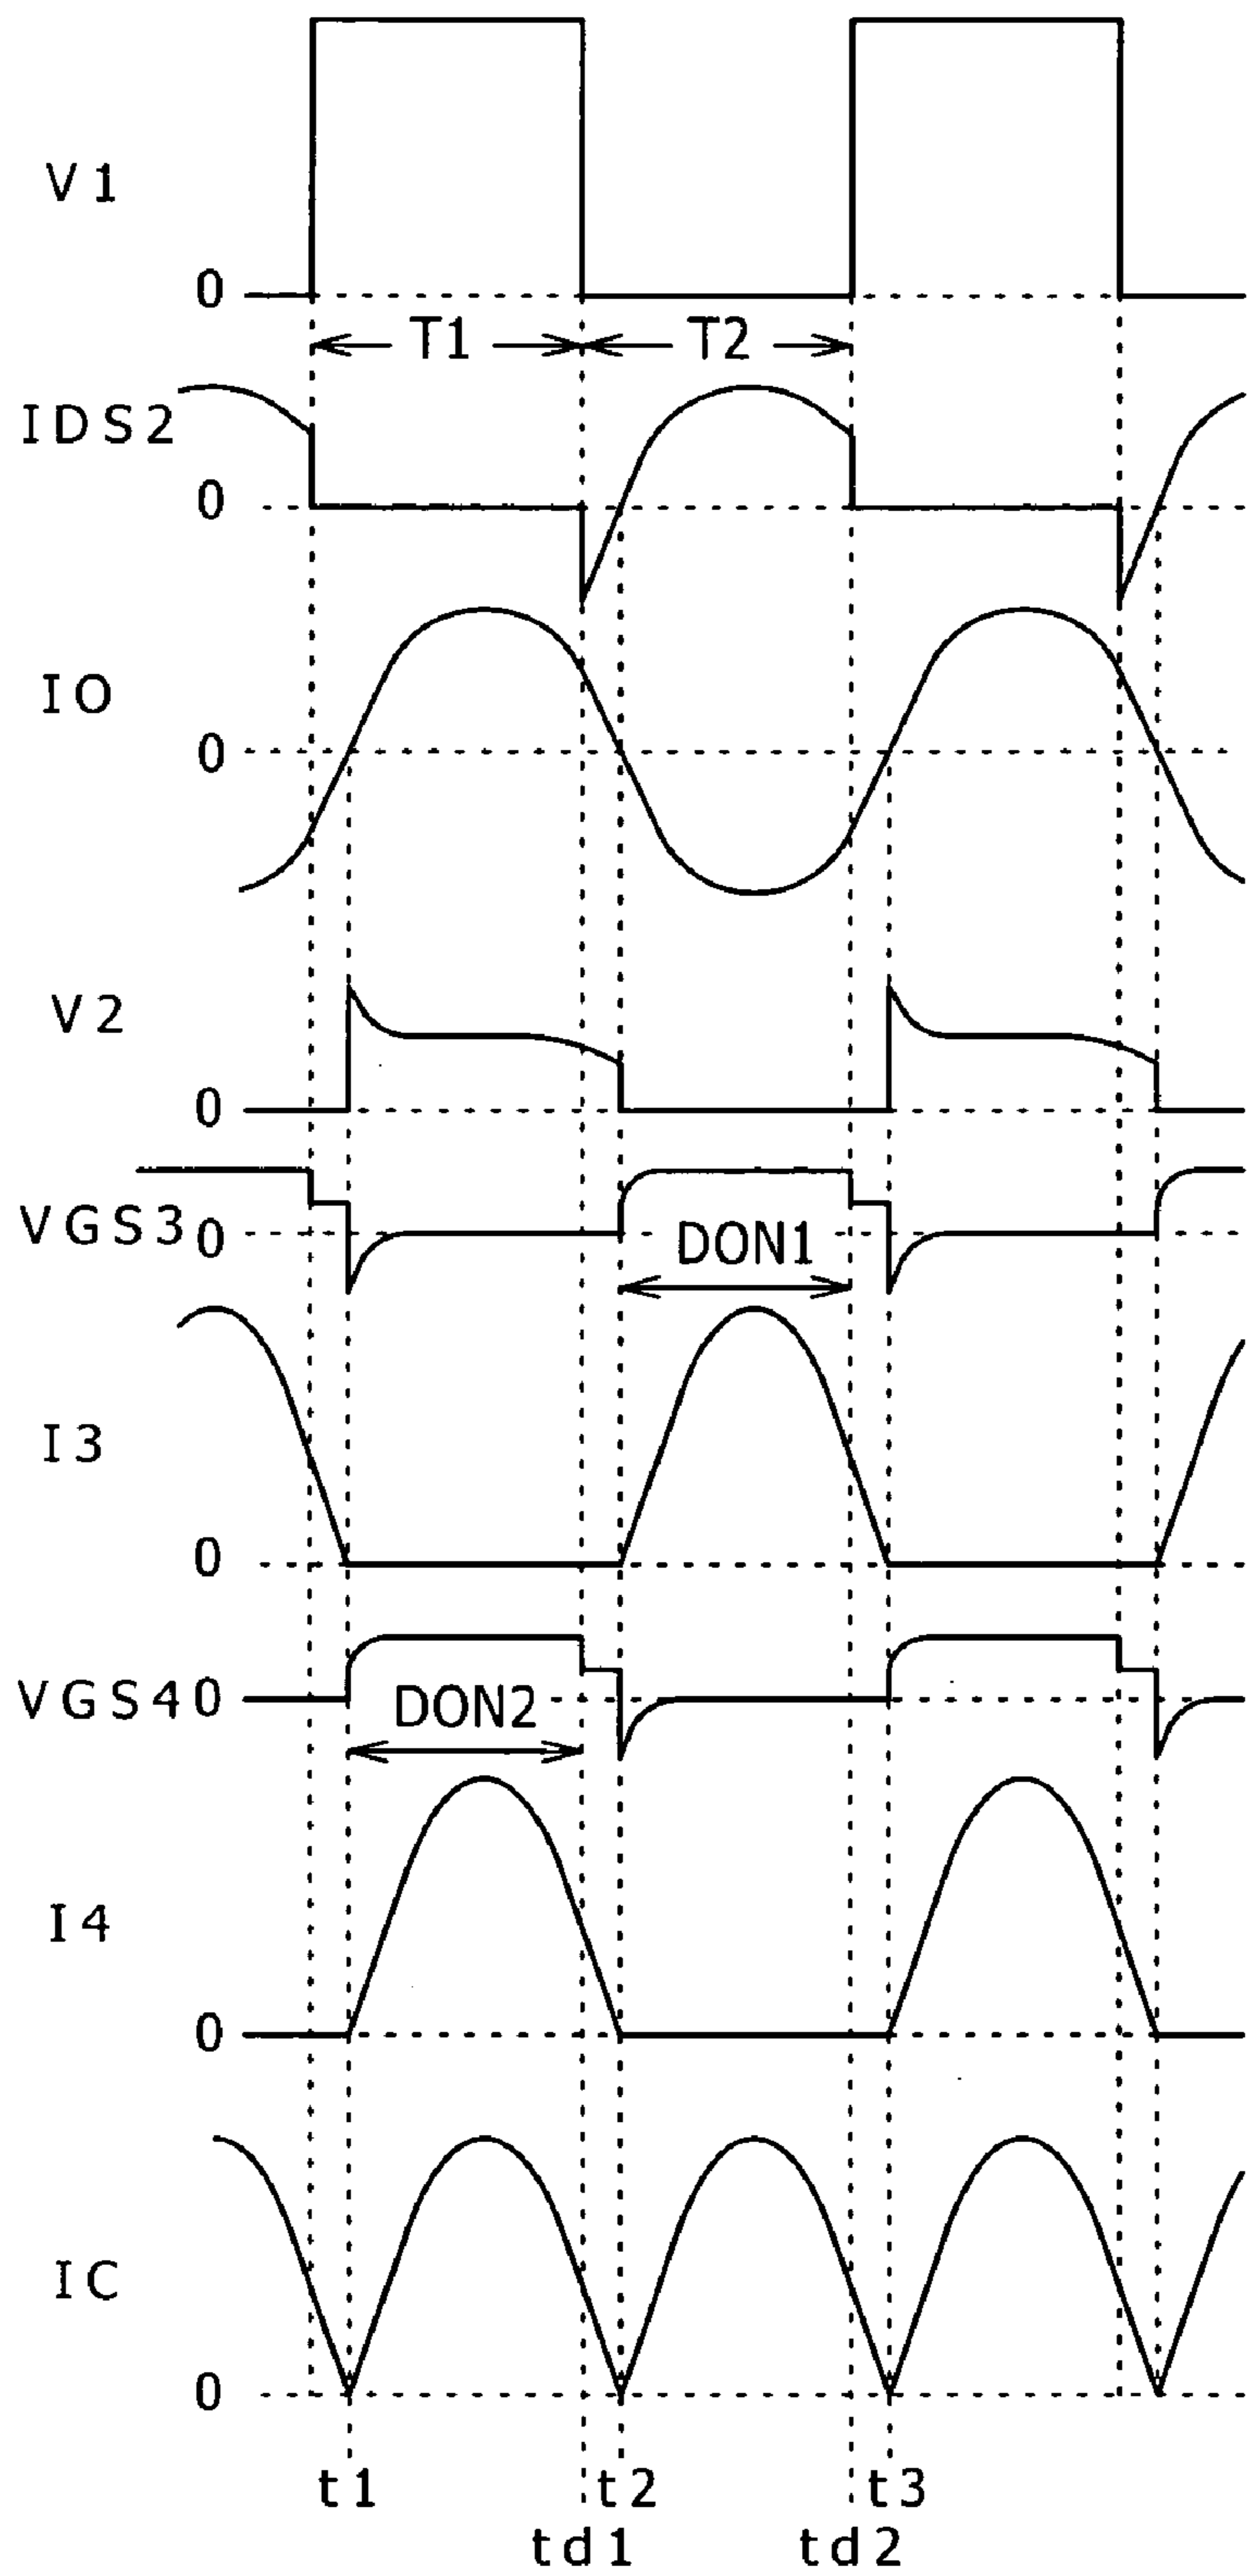 V1
0
T1 T2
IDS2
0
IO
0
V2
0
VGS3 0
DON1
I3
0
VGS4 0
DON2
I4
0
IC
0
t1 t2 t3
td1 td2